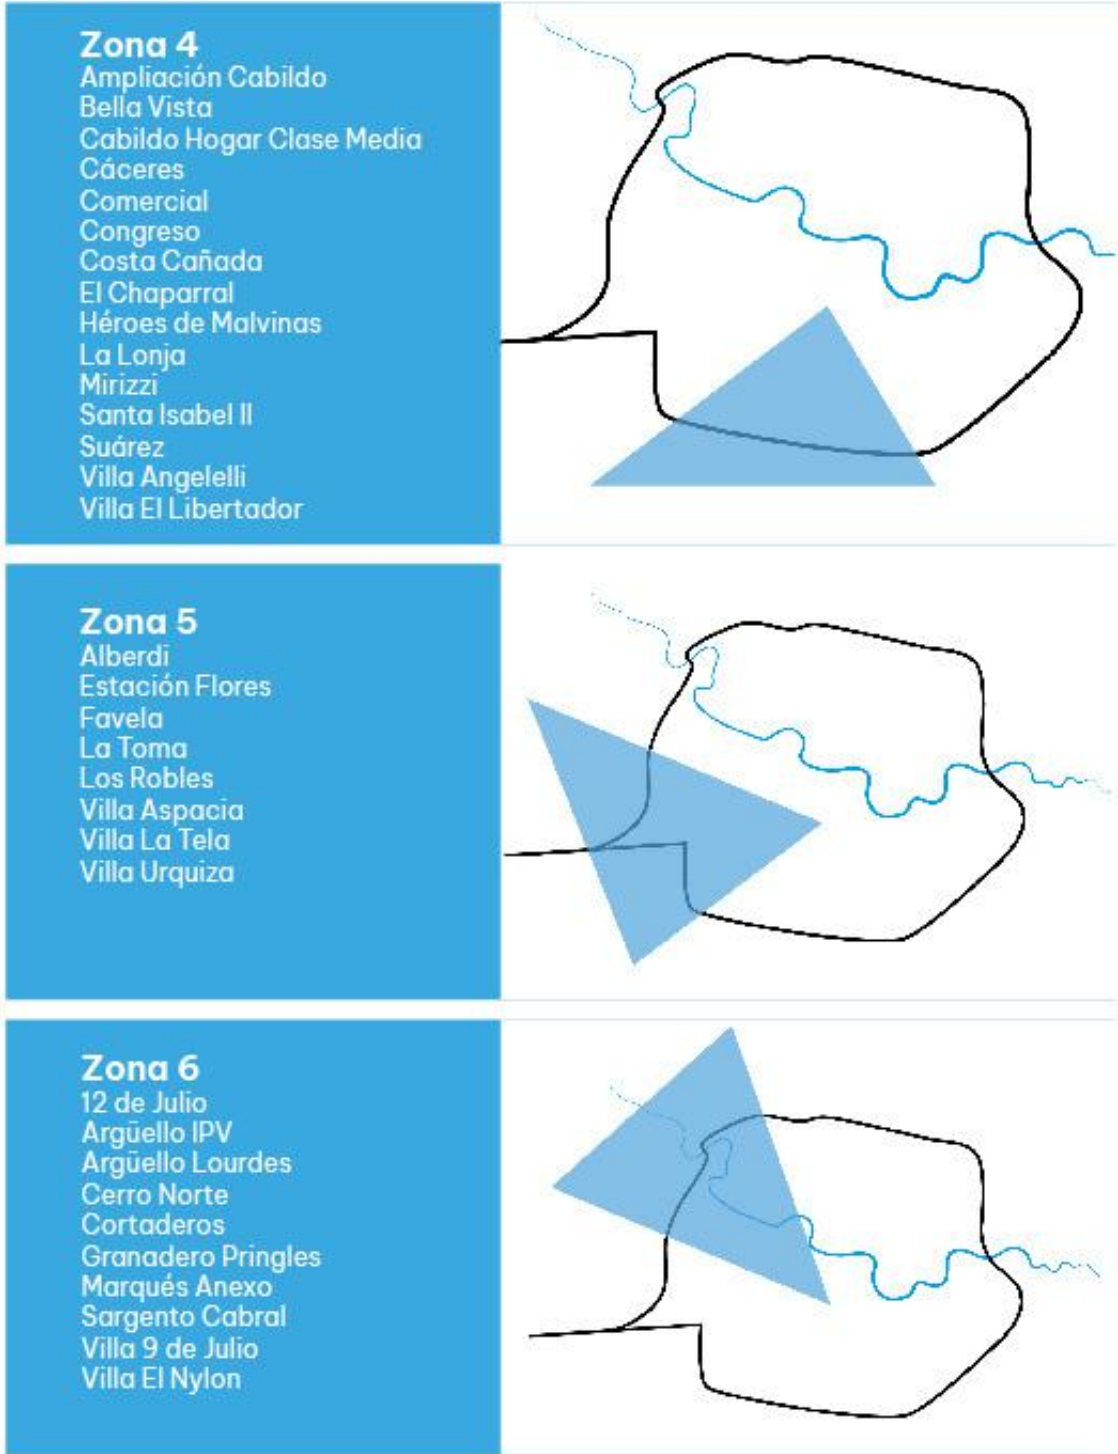 Zona 4
Ampliación Cabildo
Bella Vista
Cabildo Hogar Clase Media
Cáceres
Comercial
Congreso
Costa Cañada
El Chaparral
Héroes de Malvinas
La Lonja
Mirizzi
Santa Isabel II
Suárez
Villa Angelelli
Villa El Libertador
Zona 5
Alberdi
Estación Flores
Favela
La Toma
Los Robles
Villa Aspacia
Villa La Tela
Villa Urquiza
Zona 6
12 de Julio
Argüello IPV
Argüello Lourdes
Cerro Norte
Cortaderos
Granadero Pringles
Marqués Anexo
Sargento Cabral
Villa 9 de Julio
Villa El Nylon